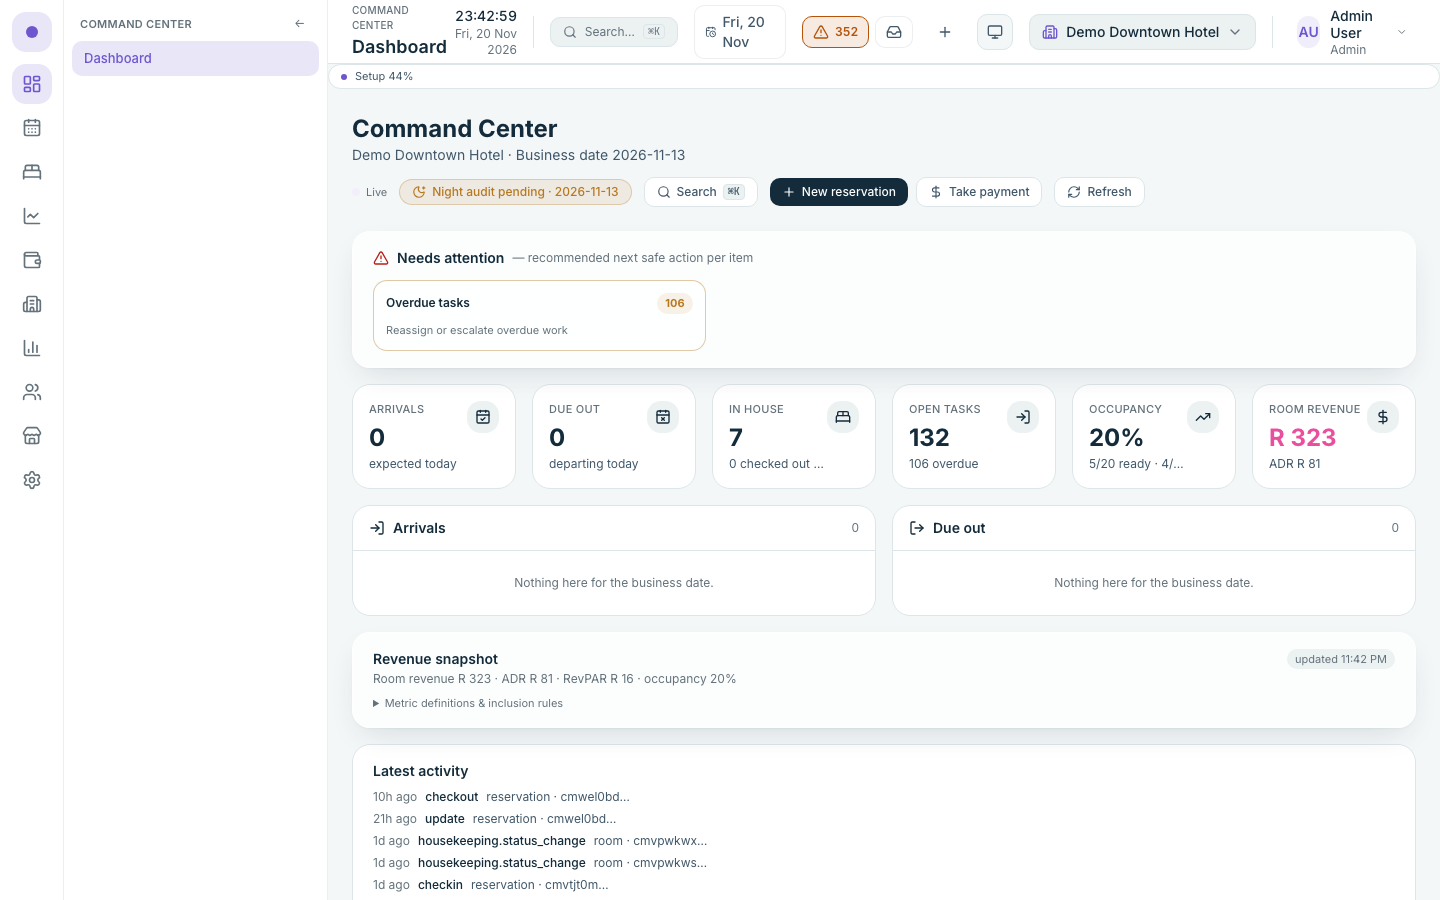 COMMAND CENTER
Dashboard
COMMAND
CENTER
Dashboard
23:42:59
Fri, 20 Nov
2026
Search...
⌘K
Fri, 20
Nov
352
Demo Downtown Hotel
AU
Admin
User
Admin
Setup 44%
Command Center
Demo Downtown Hotel · Business date 2026-11-13
Live
Night audit pending · 2026-11-13
Search ⌘K
New reservation
Take payment
Refresh
Needs attention — recommended next safe action per item
Overdue tasks
106
Reassign or escalate overdue work
ARRIVALS
0
expected today
DUE OUT
0
departing today
IN HOUSE
7
0 checked out ...
OPEN TASKS
132
106 overdue
OCCUPANCY
20%
5/20 ready · 4/...
ROOM REVENUE
R 323
ADR R 81
Arrivals
0
Nothing here for the business date.
Due out
0
Nothing here for the business date.
Revenue snapshot
updated 11:42 PM
Room revenue R 323 · ADR R 81 · RevPAR R 16 · occupancy 20%
Metric definitions & inclusion rules
Latest activity
10h ago checkout reservation · cmwel0bd...
21h ago update reservation · cmwel0bd...
1d ago housekeeping.status_change room · cmvpwkwx...
1d ago housekeeping.status_change room · cmvpwkws...
1d ago checkin reservation · cmvtjt0m...